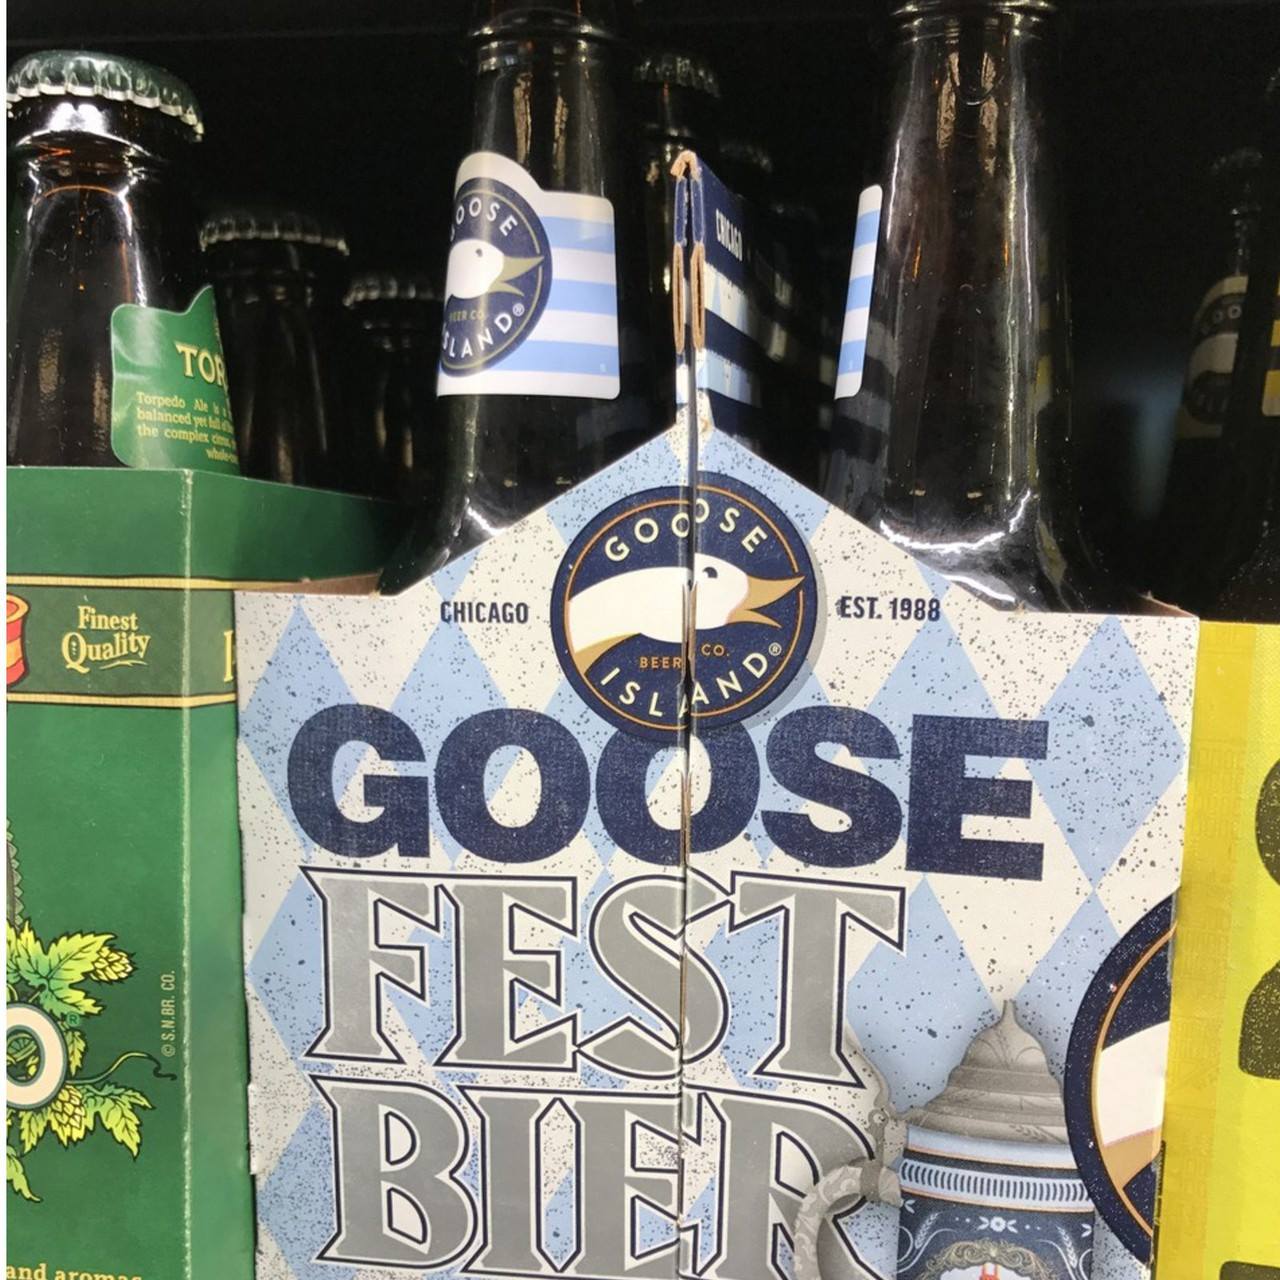 GOOSE
BEER CO.
ISLAND®
CHICAGO
TOR
Torpedo Ale is a
balanced yet full of
the complex citrus,
whole-
GOOSE
BEER CO.
ISLAND®
CHICAGO
EST. 1988
Finest
Quality
GOOSE
FEST
BIER
© S.N.BR. CO.
and aromas